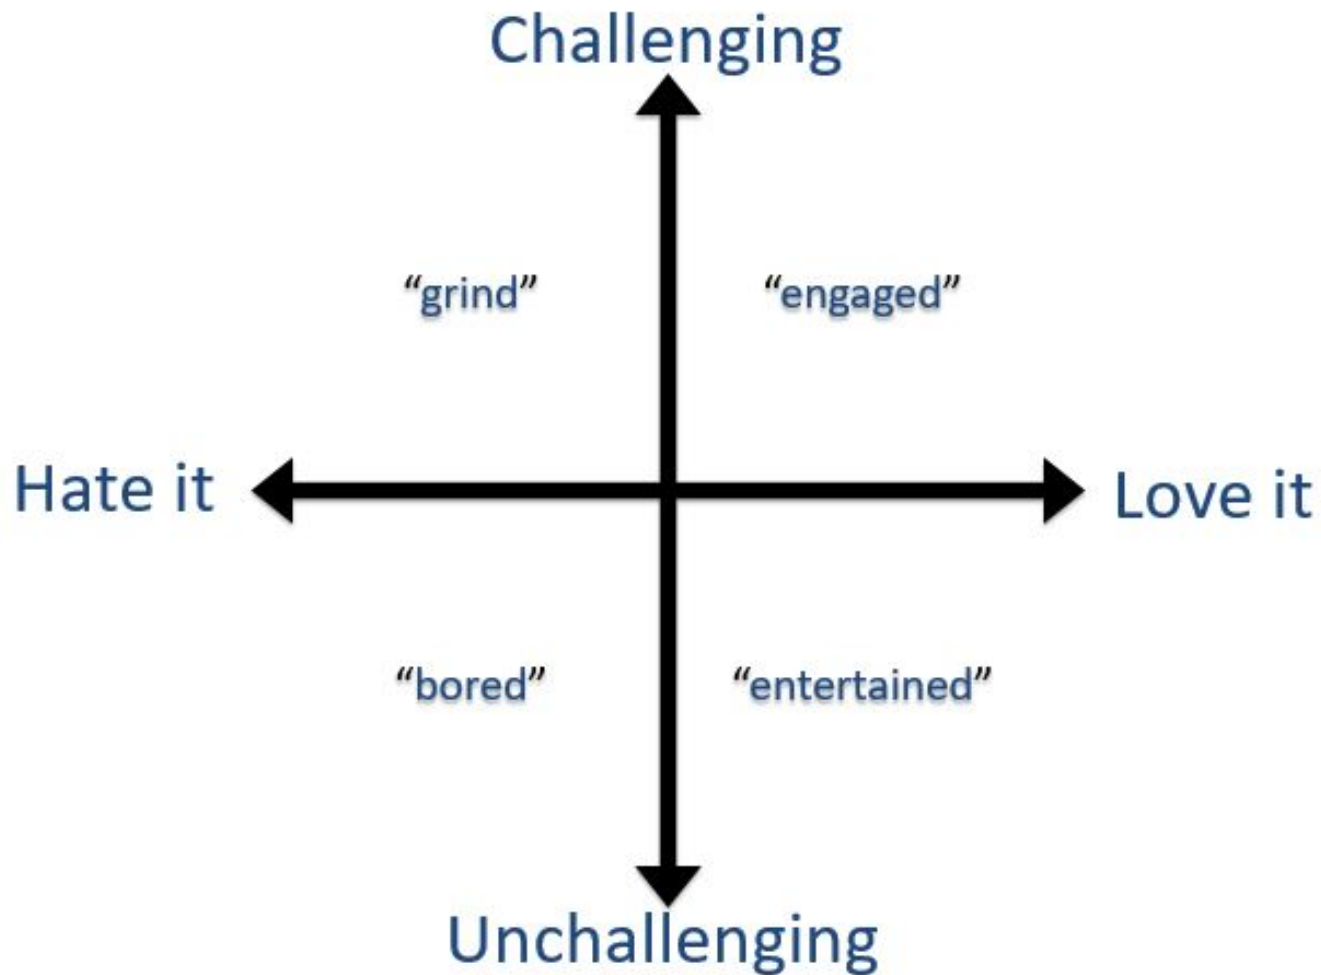 Challenging
“grind”
“engaged”
Hate it
Love it
“bored”
“entertained”
Unchallenging